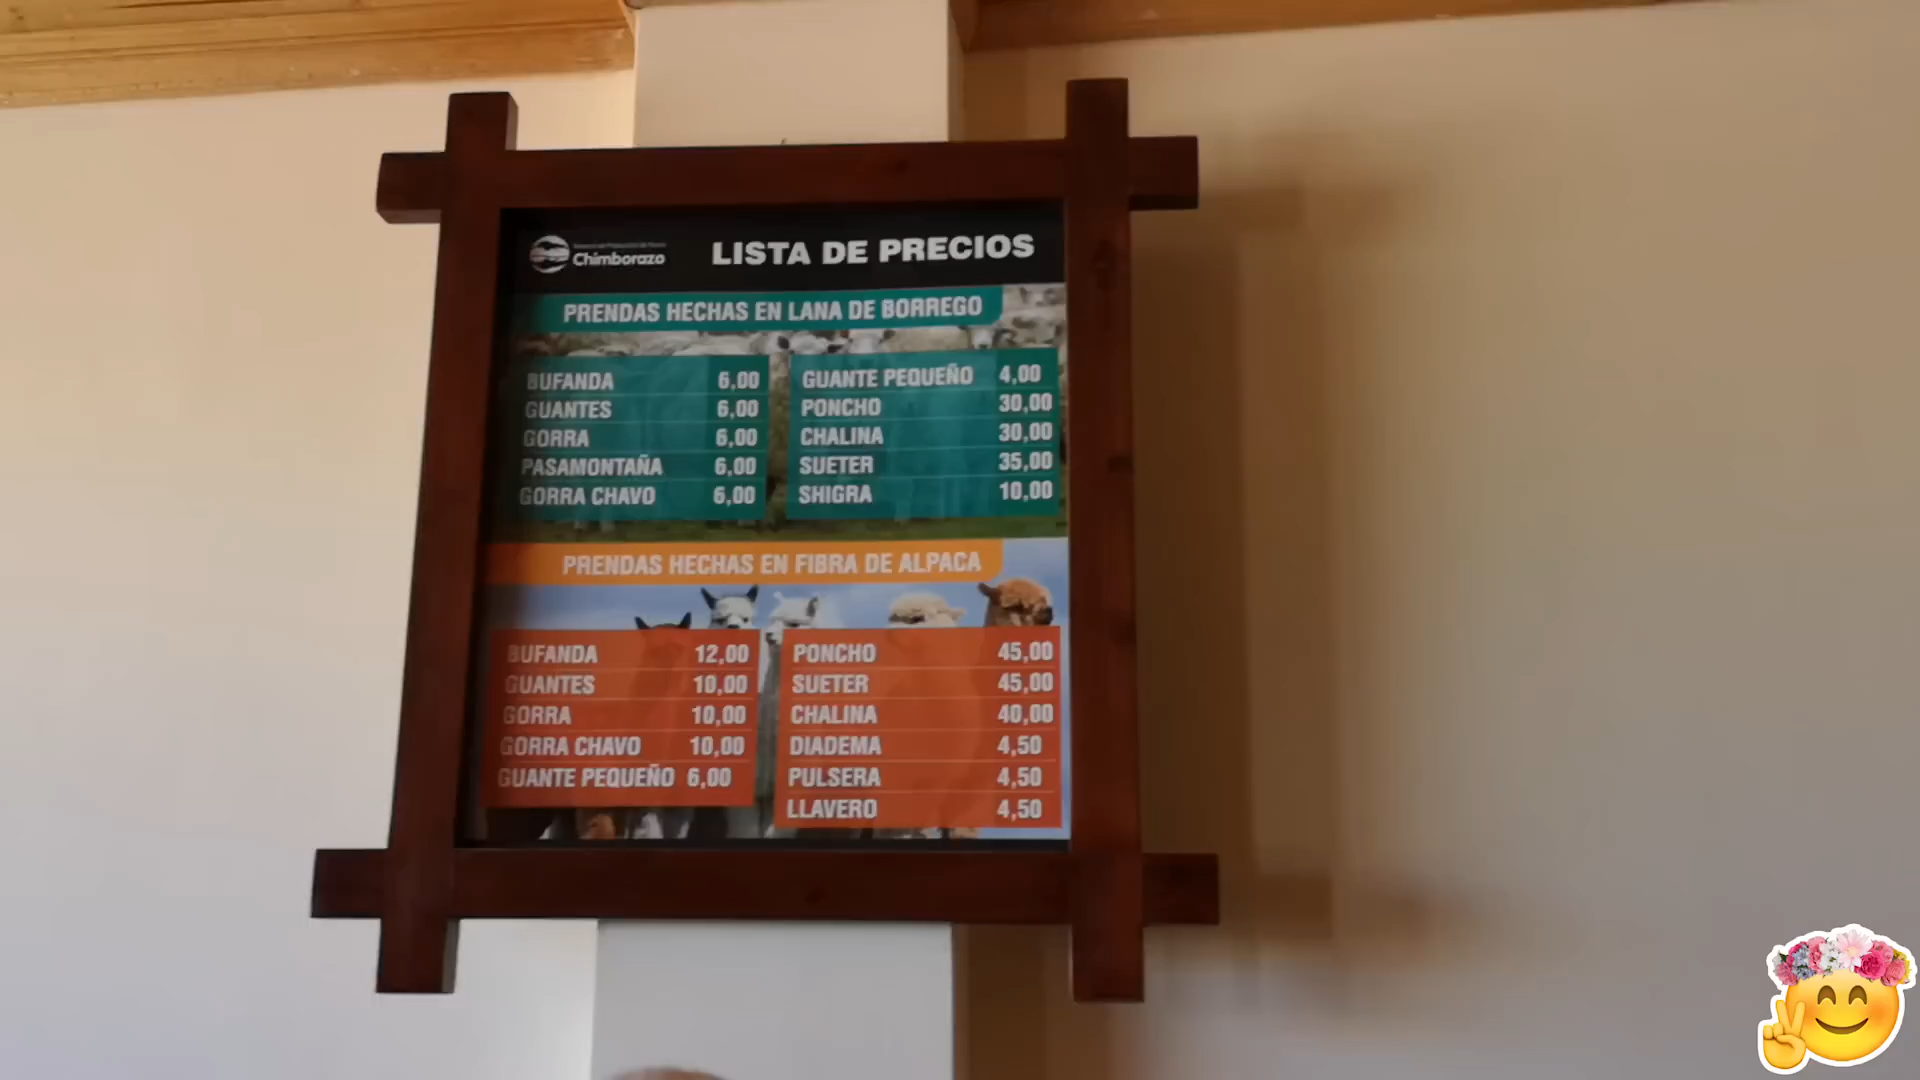 Chimborazo
LISTA DE PRECIOS
PRENDAS HECHAS EN LANA DE BORREGO
BUFANDA 6,00
GUANTES 6,00
GORRA 6,00
PASAMONTAÑA 6,00
GORRA CHAVO 6,00
GUANTE PEQUEÑO 4,00
PONCHO 30,00
CHALINA 30,00
SUETER 35,00
SHIGRA 10,00
PRENDAS HECHAS EN FIBRA DE ALPACA
BUFANDA 12,00
GUANTES 10,00
GORRA 10,00
GORRA CHAVO 10,00
GUANTE PEQUEÑO 6,00
PONCHO 45,00
SUETER 45,00
CHALINA 40,00
DIADEMA 4,50
PULSERA 4,50
LLAVERO 4,50